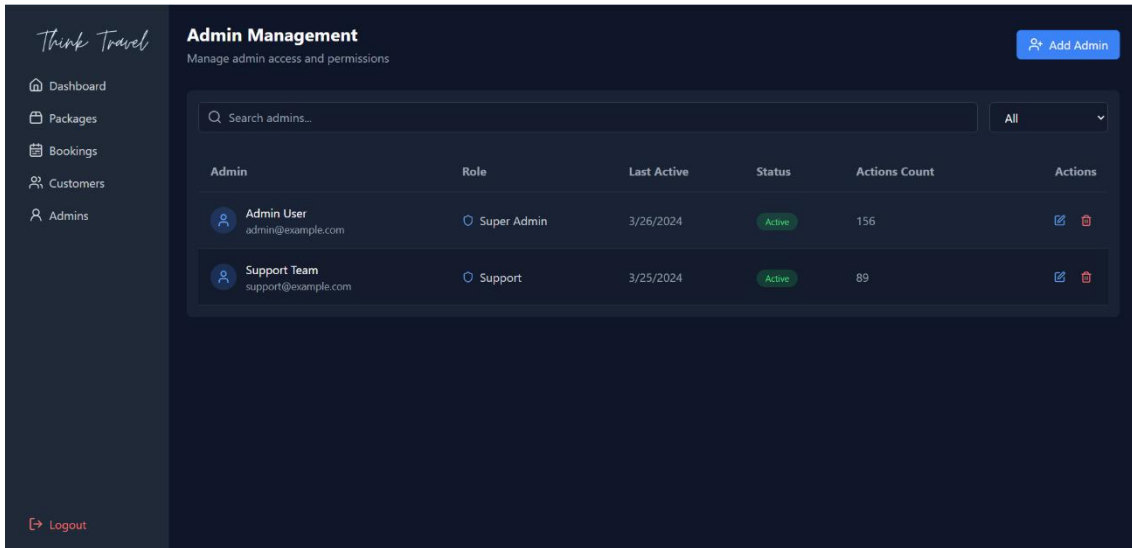 Think Travel
Dashboard
Packages
Bookings
Customers
Admins
Logout
Admin Management
Manage admin access and permissions
Add Admin
Search admins...
All
Admin Role Last Active Status Actions Count Actions
Admin User
admin@example.com
Super Admin 3/26/2024 Active 156
Support Team
support@example.com
Support 3/25/2024 Active 89